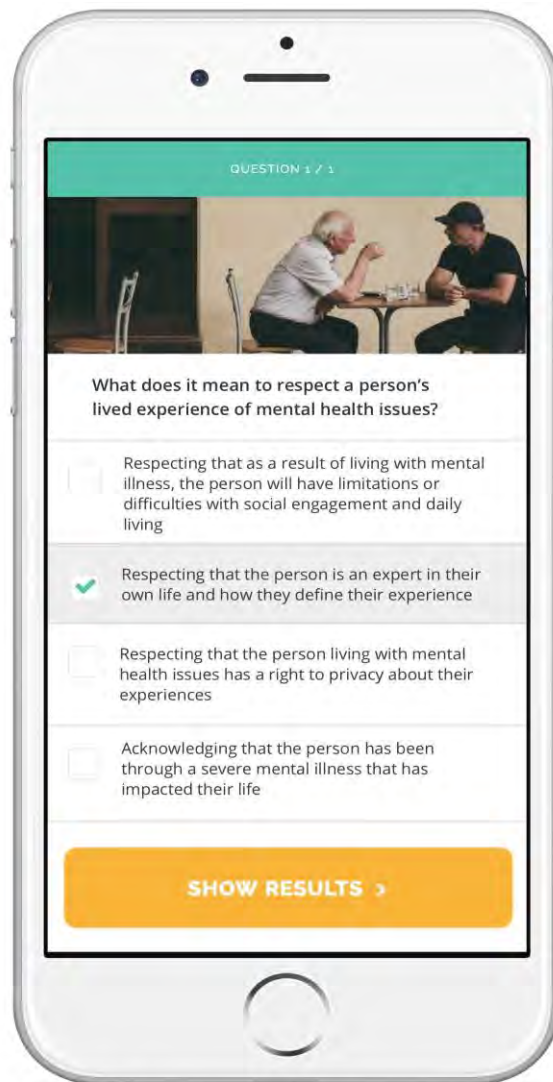 QUESTION 1 / 1
What does it mean to respect a person's
lived experience of mental health issues?
Respecting that as a result of living with mental
illness, the person will have limitations or
difficulties with social engagement and daily
living
Respecting that the person is an expert in their
own life and how they define their experience
Respecting that the person living with mental
health issues has a right to privacy about their
experiences
Acknowledging that the person has been
through a severe mental illness that has
impacted their life
SHOW RESULTS ›